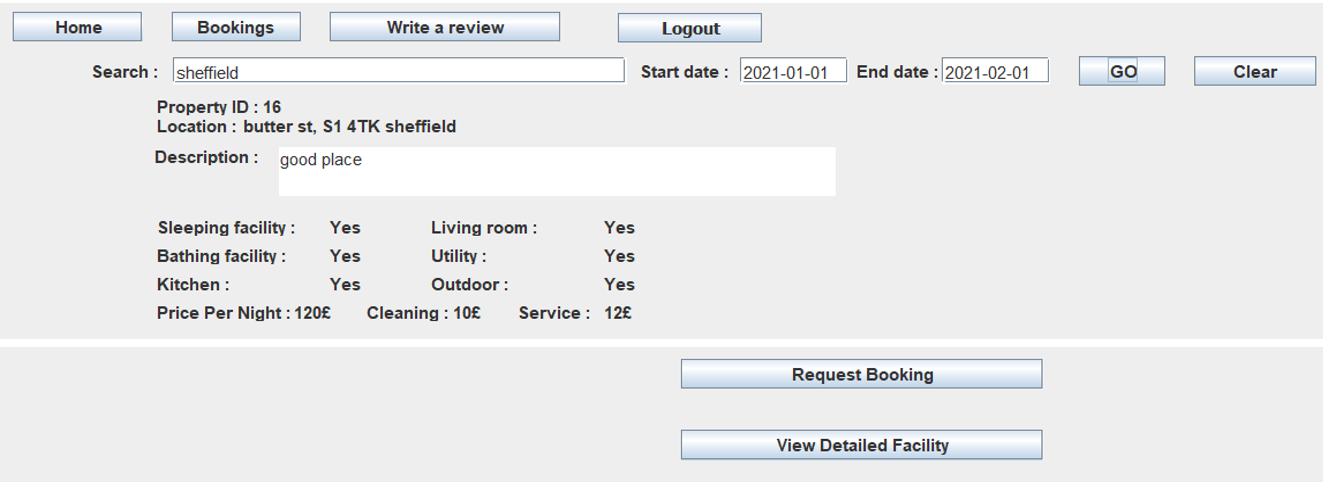 Home Bookings Write a review Logout
Search : sheffield Start date : 2021-01-01 End date : 2021-02-01 GO Clear
Property ID : 16
Location : butter st, S1 4TK sheffield
Description : good place
Sleeping facility : Yes Living room : Yes
Bathing facility : Yes Utility : Yes
Kitchen : Yes Outdoor : Yes
Price Per Night : 120£ Cleaning : 10£ Service : 12£
Request Booking
View Detailed Facility